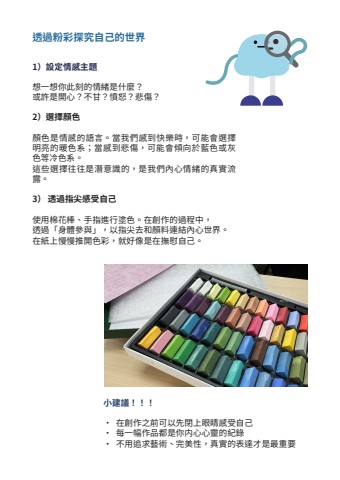 透過粉彩探究自己的世界
1）設定情感主題
想一想你此刻的情緒是什麼？
或許是開心？不甘？憤怒？悲傷？
2）選擇顏色
顏色是情感的語言。當我們感到快樂時，可能會選擇
明亮的暖色系；當感到悲傷，可能會傾向於藍色或灰
色等冷色系。
這些選擇往往是潛意識的，是我們內心情緒的真實流
露。
3） 透過指尖感受自己
使用棉花棒、手指進行塗色。在創作的過程中，
透過「身體參與」，以指尖去和顏料連結內心世界。
在紙上慢慢推開色彩，就好像是在撫慰自己。
小建議！！！
• 在創作之前可以先閉上眼睛感受自己
• 每一幅作品都是你內心心靈的紀錄
• 不用追求藝術、完美性，真實的表達才是最重要